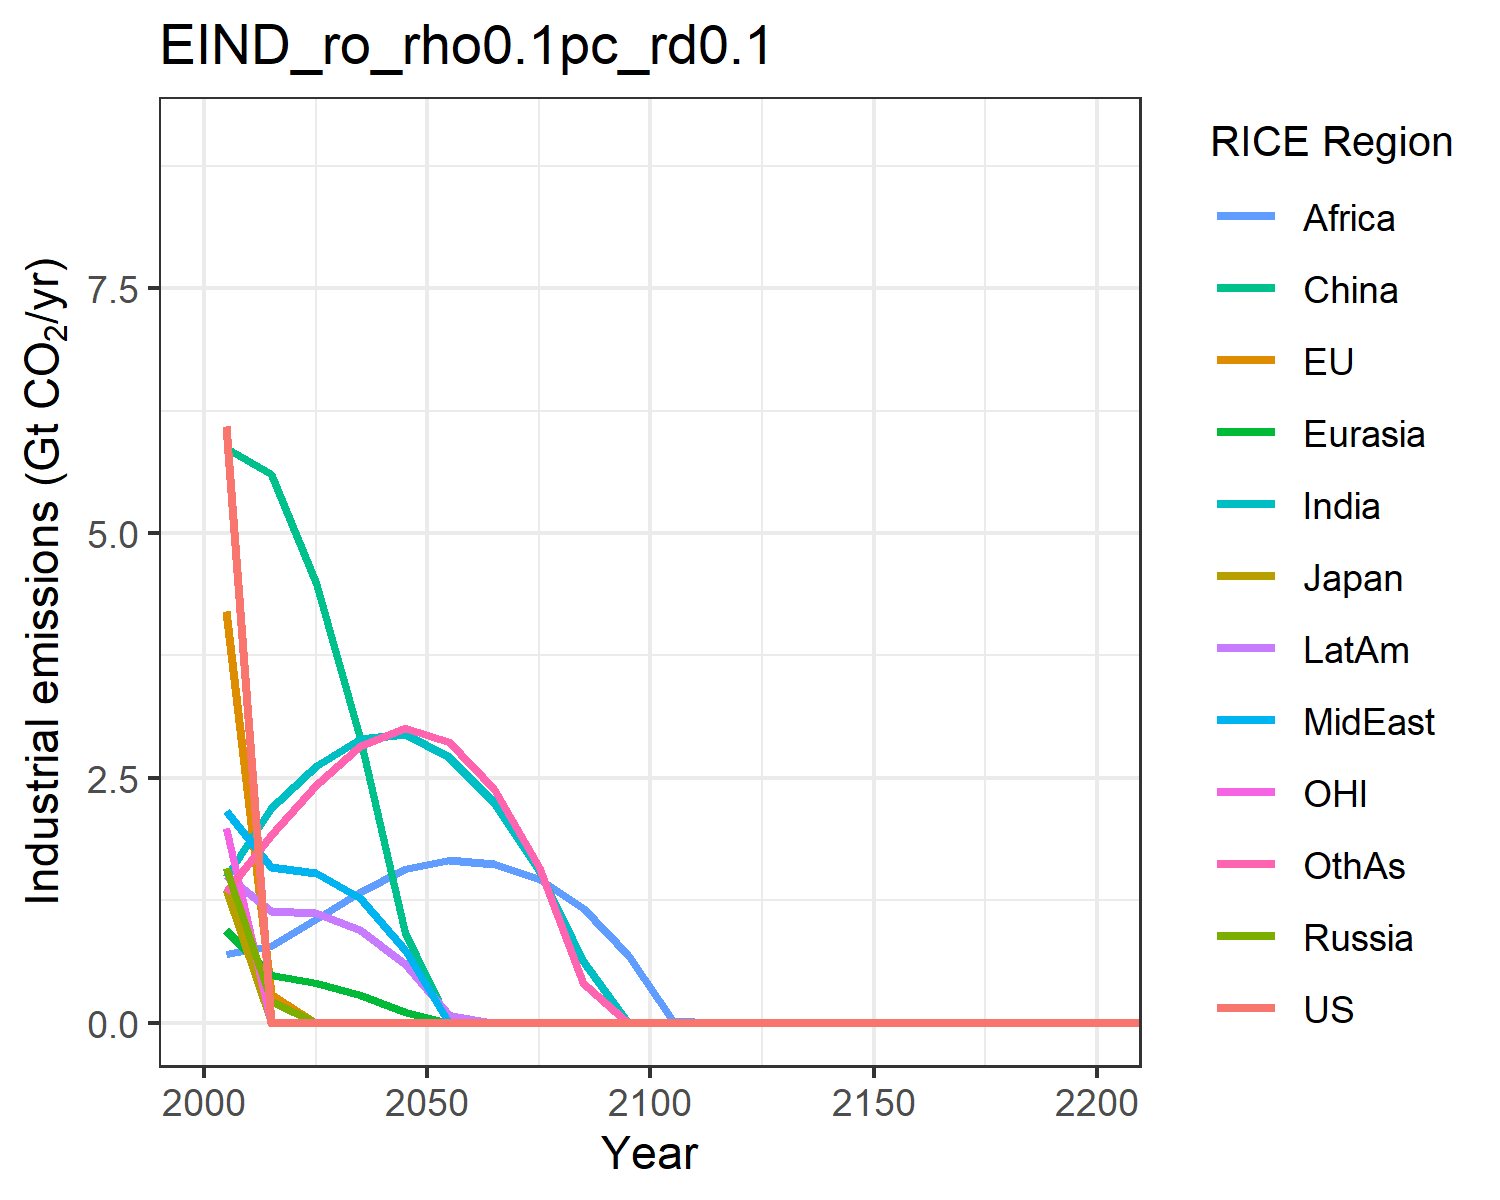 EIND_ro_rho0.1pc_rd0.1
Industrial emissions (Gt CO₂/yr)
7.5
5.0
2.5
0.0
2000 2050 2100 2150 2200
Year
RICE Region
Africa
China
EU
Eurasia
India
Japan
LatAm
MidEast
OHI
OthAs
Russia
US